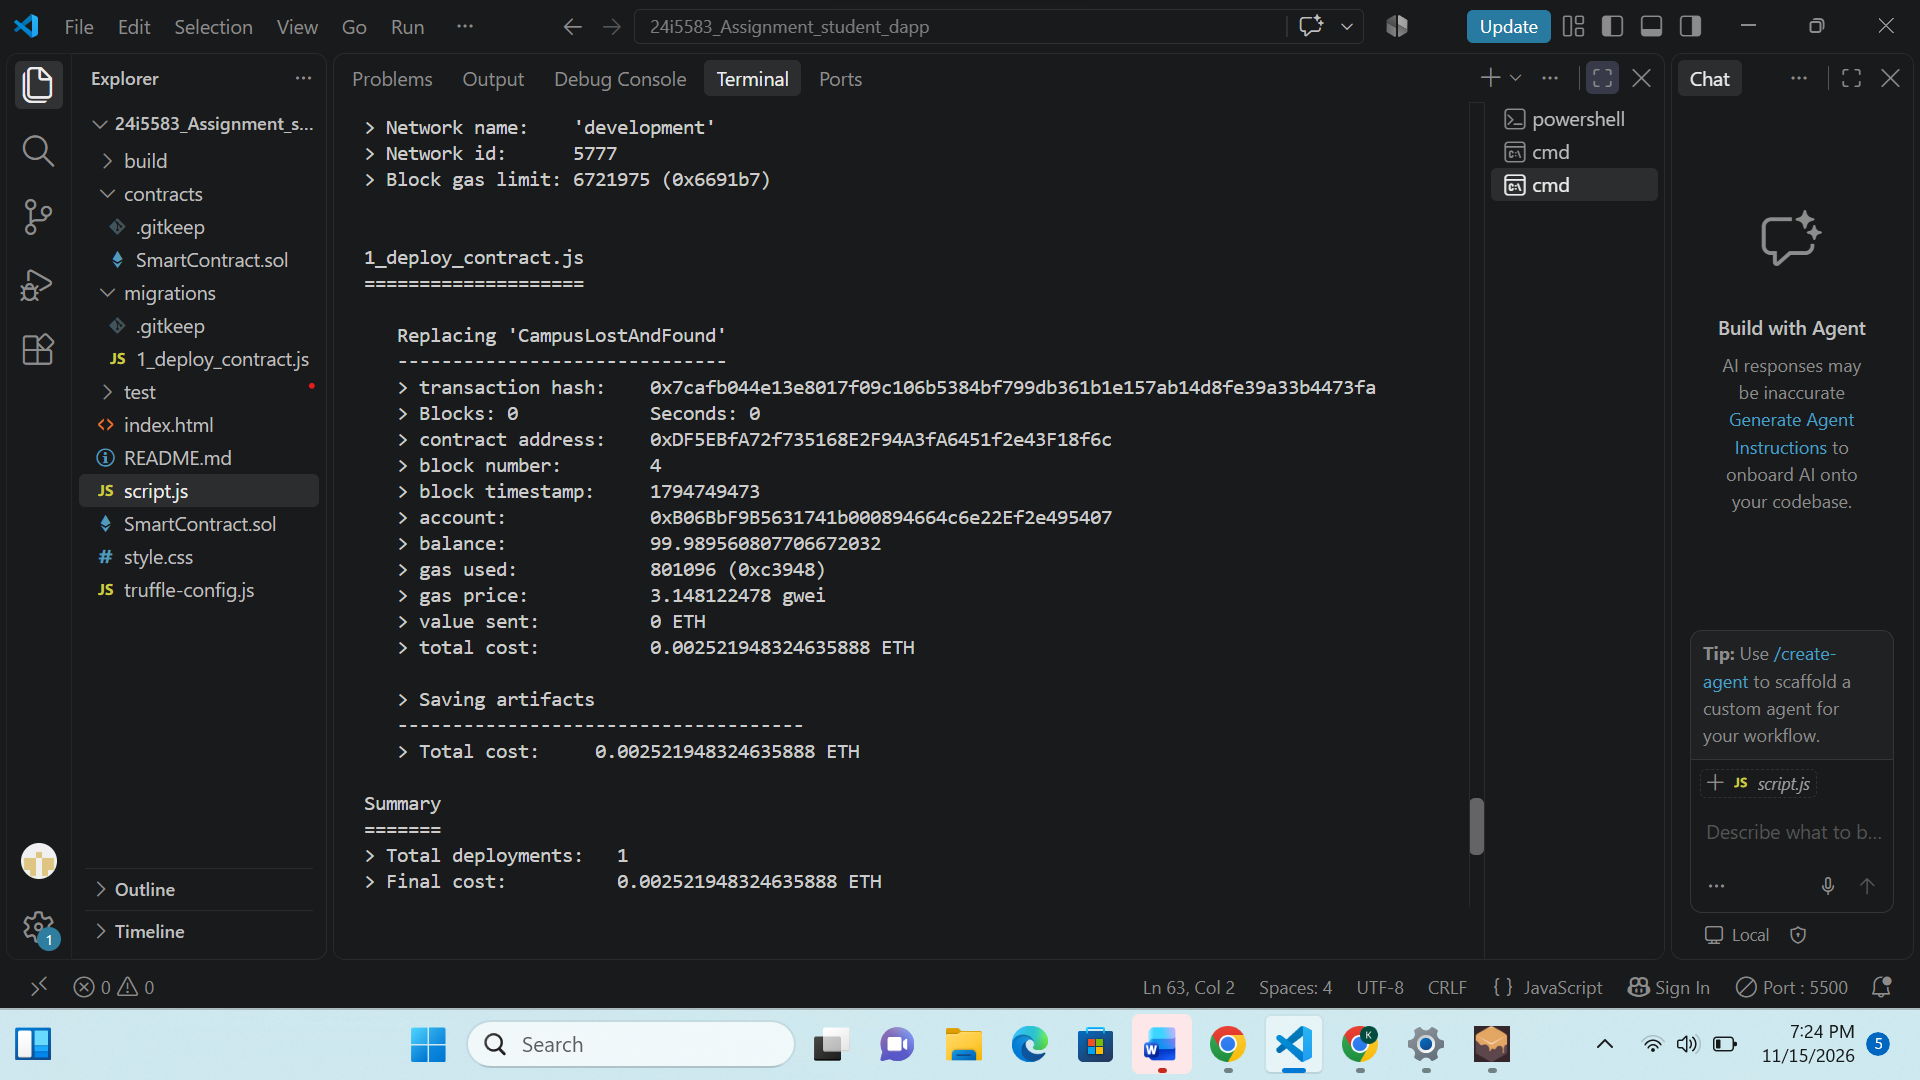 File Edit Selection View Go Run ··· 24i5583_Assignment_student_dapp Update
Explorer ···
24i5583_Assignment_s...
build
contracts
.gitkeep
SmartContract.sol
migrations
.gitkeep
JS 1_deploy_contract.js
test
index.html
README.md
JS script.js
SmartContract.sol
# style.css
JS truffle-config.js
Outline
Timeline
1
Problems Output Debug Console Terminal Ports
> Network name:    'development'
> Network id:      5777
> Block gas limit: 6721975 (0x6691b7)
1_deploy_contract.js
====================
Replacing 'CampusLostAndFound'
------------------------------
> transaction hash:    0x7cafb044e13e8017f09c106b5384bf799db361b1e157ab14d8fe39a33b4473fa
> Blocks: 0            Seconds: 0
> contract address:    0xDF5EBfA72f735168E2F94A3fA6451f2e43F18f6c
> block number:        4
> block timestamp:     1794749473
> account:             0xB06BbF9B5631741b000894664c6e22Ef2e495407
> balance:             99.989560807706672032
> gas used:            801096 (0xc3948)
> gas price:           3.148122478 gwei
> value sent:          0 ETH
> total cost:          0.002521948324635888 ETH
> Saving artifacts
-------------------------------------
> Total cost:     0.002521948324635888 ETH
Summary
=======
> Total deployments:   1
> Final cost:          0.002521948324635888 ETH
powershell
cmd
cmd
Chat ···
Build with Agent
AI responses may
be inaccurate
Generate Agent
Instructions to
onboard AI onto
your codebase.
Tip: Use /create-
agent to scaffold a
custom agent for
your workflow.
+ JS script.js
Describe what to b...
···
Local
0 0 Ln 63, Col 2 Spaces: 4 UTF-8 CRLF { } JavaScript Sign In Port : 5500
Search
W
K
7:24 PM
11/15/2026
5